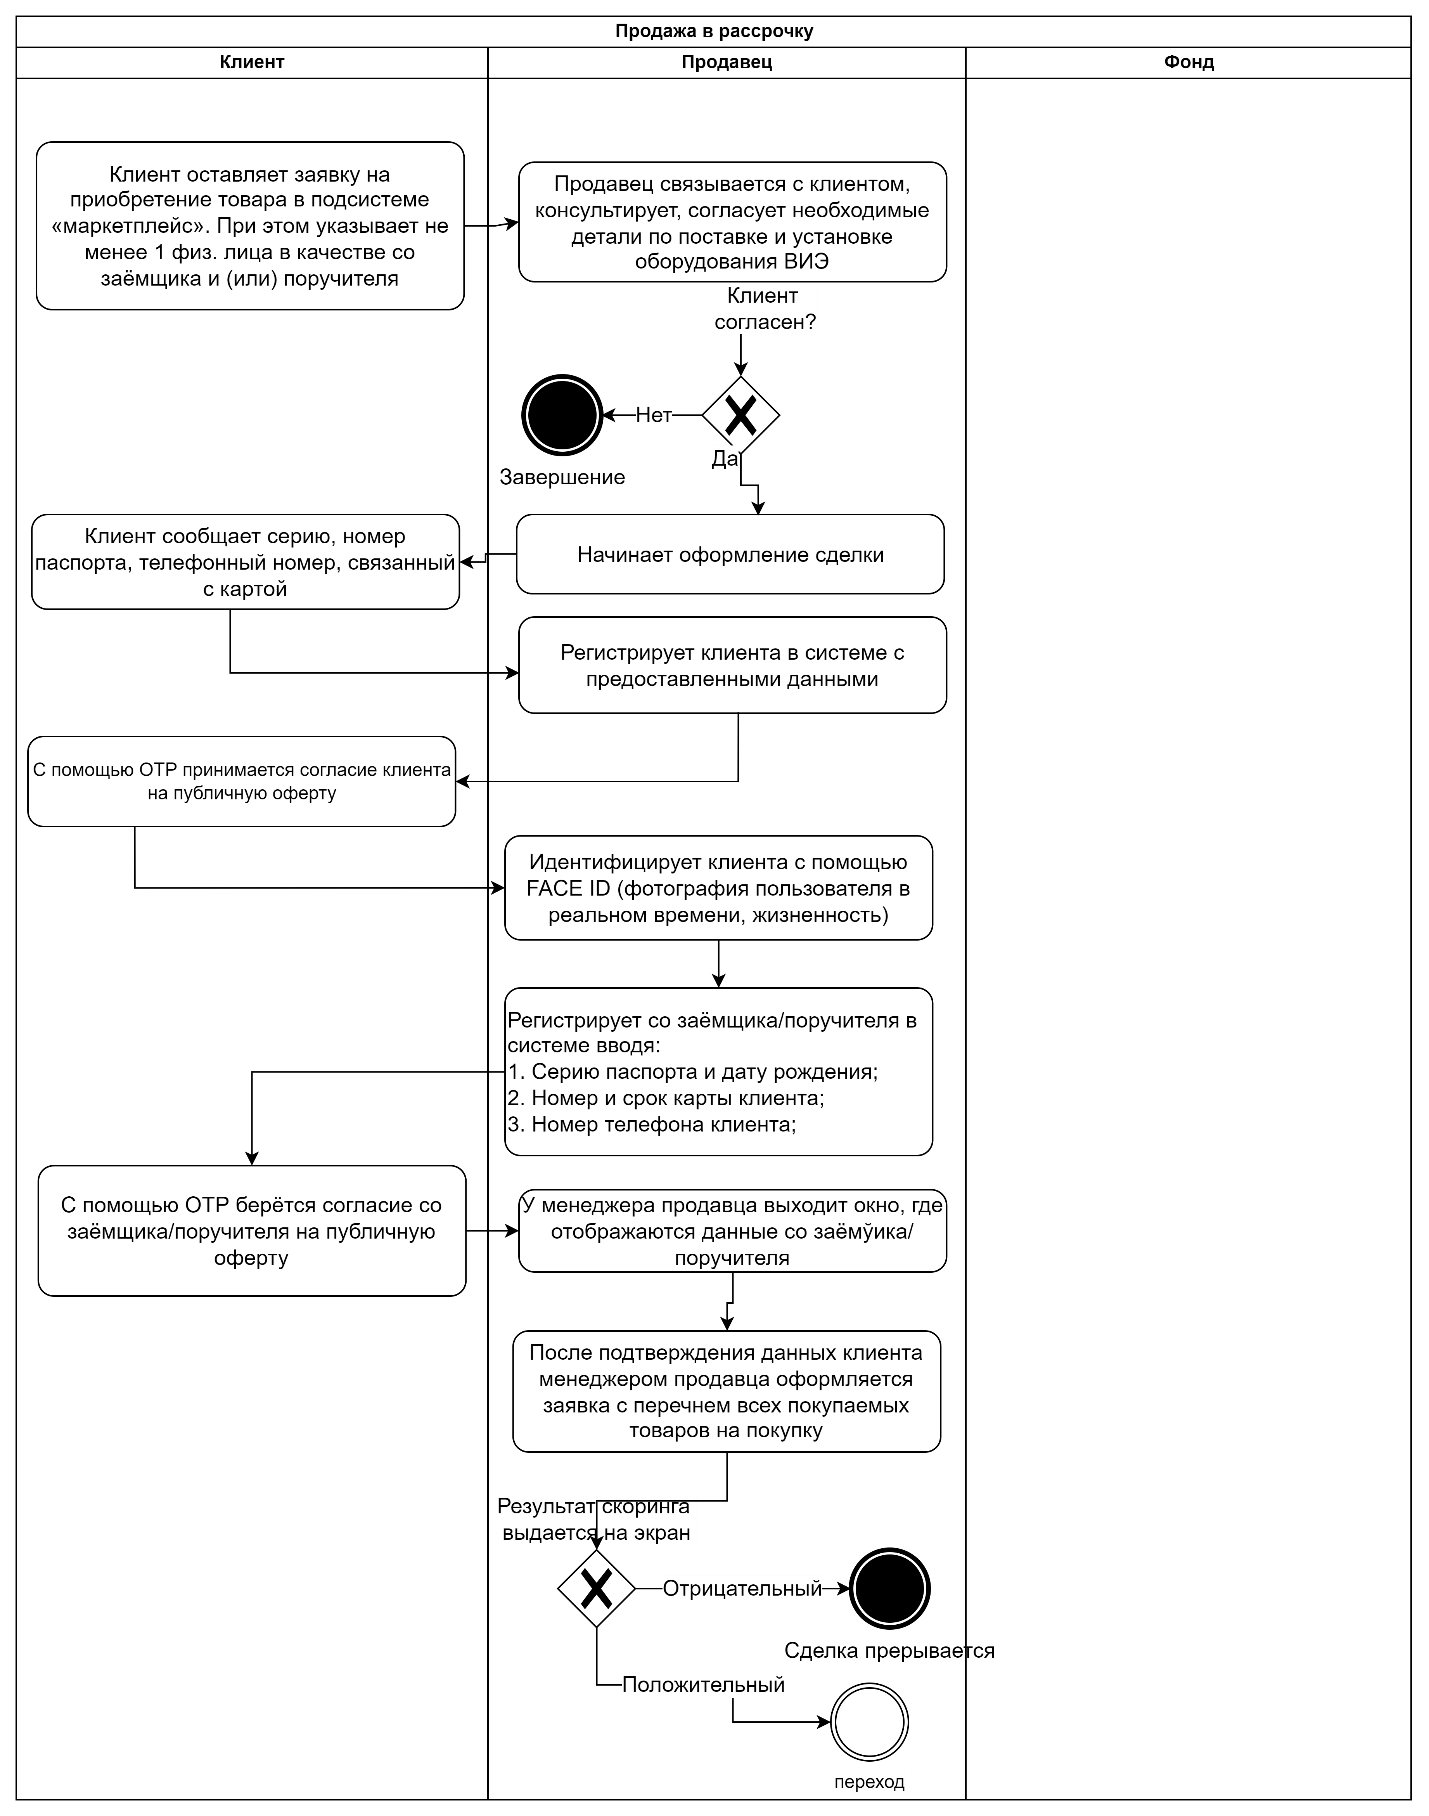 Продажа в рассрочку
Клиент
Продавец
Фонд
Клиент оставляет заявку на
приобретение товара в подсистеме
«маркетплейс». При этом указывает не
менее 1 физ. лица в качестве со
заёмщика и (или) поручителя
Продавец связывается с клиентом,
консультирует, согласует необходимые
детали по поставке и установке
оборудования ВИЭ
Клиент
согласен?
Нет
Да
Завершение
Начинает оформление сделки
Клиент сообщает серию, номер
паспорта, телефонный номер, связанный
с картой
Регистрирует клиента в системе с
предоставленными данными
С помощью OTP принимается согласие клиента
на публичную оферту
Идентифицирует клиента с помощью
FACE ID (фотография пользователя в
реальном времени, жизненность)
Регистрирует со заёмщика/поручителя в
системе вводя:
1. Серию паспорта и дату рождения;
2. Номер и срок карты клиента;
3. Номер телефона клиента;
С помощью OTP берётся согласие со
заёмщика/поручителя на публичную
оферту
У менеджера продавца выходит окно, где
отображаются данные со заёмўика/
поручителя
После подтверждения данных клиента
менеджером продавца оформляется
заявка с перечнем всех покупаемых
товаров на покупку
Результат скоринга
выдается на экран
Отрицательный
Сделка прерывается
Положительный
переход